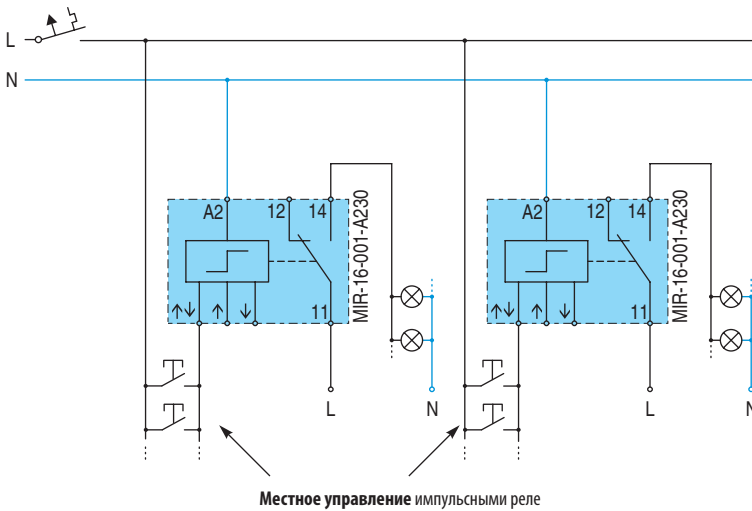 L
N
A2 12 14
MIR-16-001-A230
↑↓ ↑ ↓ 11
A2 12 14
MIR-16-001-A230
↑↓ ↑ ↓ 11
L N
L N
Местное управление импульсными реле